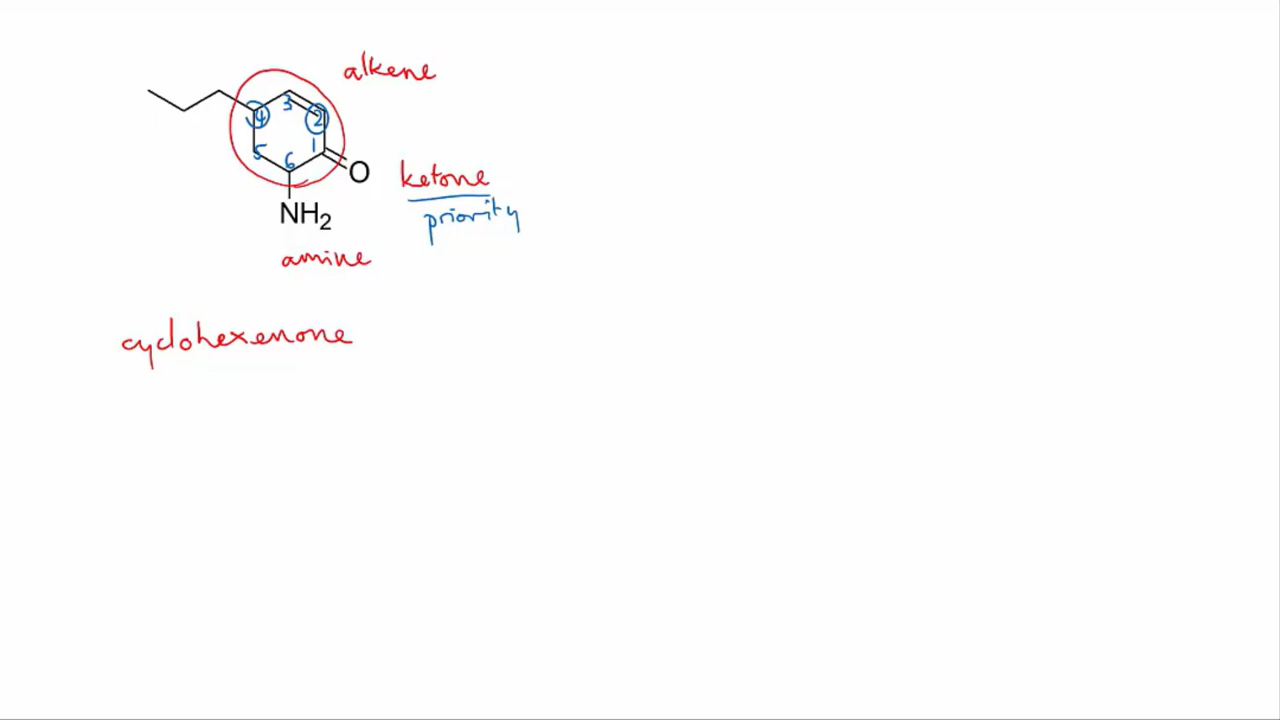 alkene
4 3 2
5 6 1
O
ketone
NH2
priority
amine
cyclohexenone